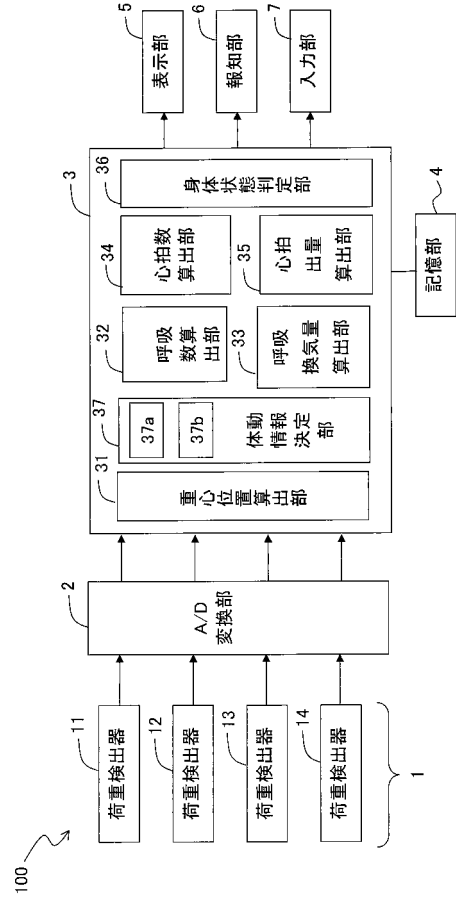 100
荷重検出器
11
荷重検出器
12
荷重検出器
13
荷重検出器
14
1
A/D
変換部
2
3
重心位置算出部
31
37a
37b
体動
情報
決定
部
37
呼吸
数算
出部
32
呼吸
換気量
算出部
33
心拍数
算出部
34
心拍
出量
算出部
35
身体状態判定部
36
記憶部
4
表示部
5
報知部
6
入力部
7